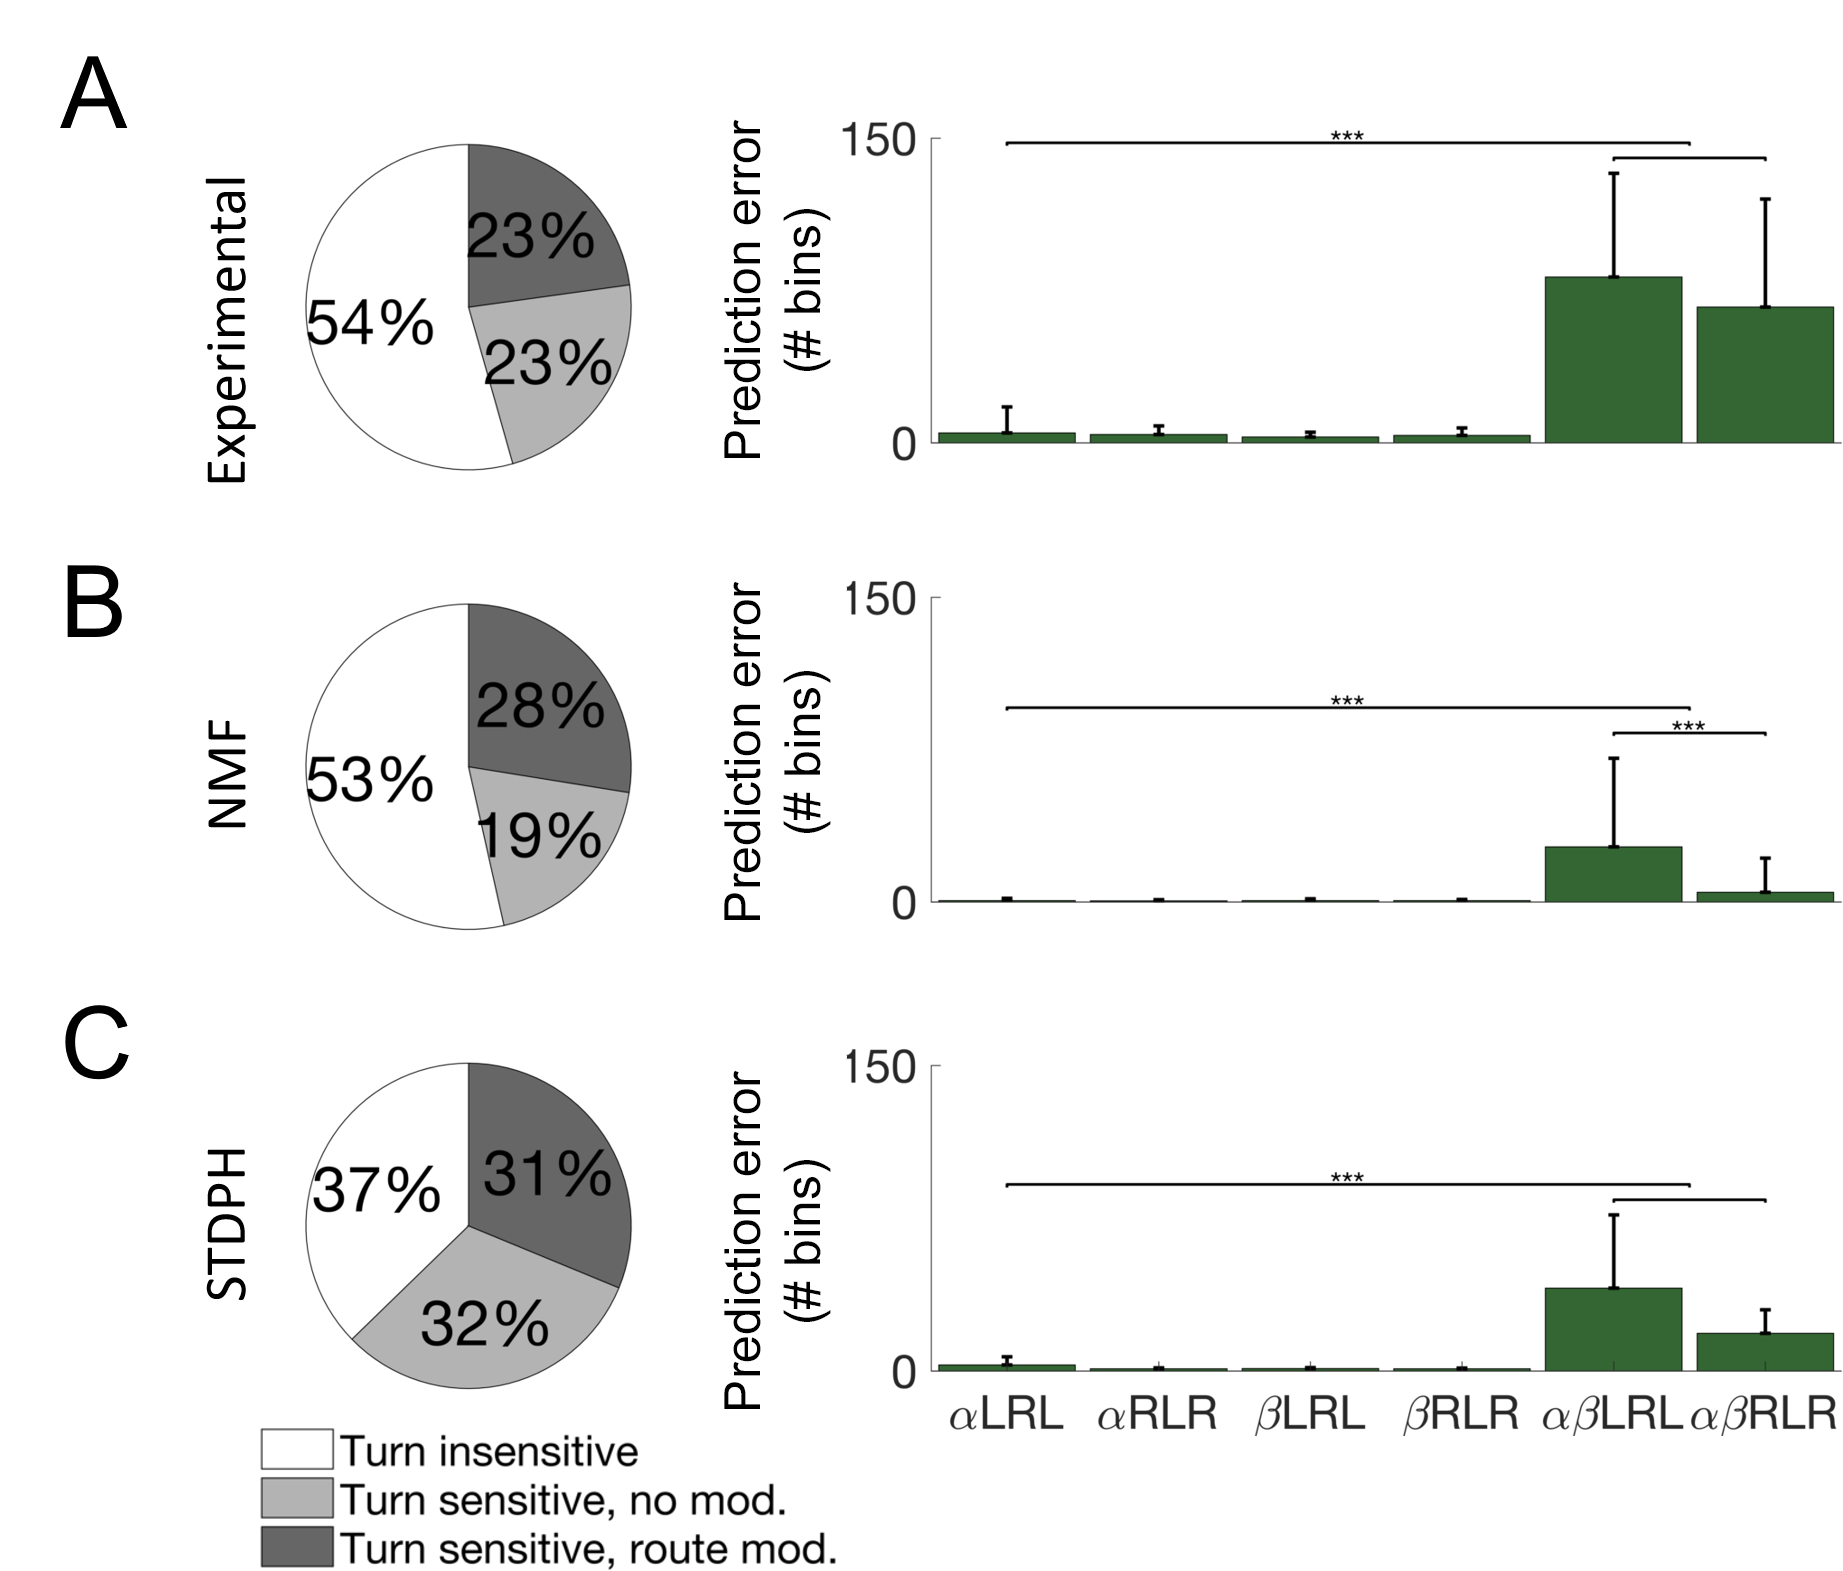 A
Experimental
23%
54%
23%
Prediction error
(# bins)
150
0
***
B
NMF
28%
53%
19%
Prediction error
(# bins)
150
0
***
***
C
STDPH
31%
37%
32%
Prediction error
(# bins)
150
0
***
αLRL αRLR βLRL βRLR αβLRL αβRLR
Turn insensitive
Turn sensitive, no mod.
Turn sensitive, route mod.